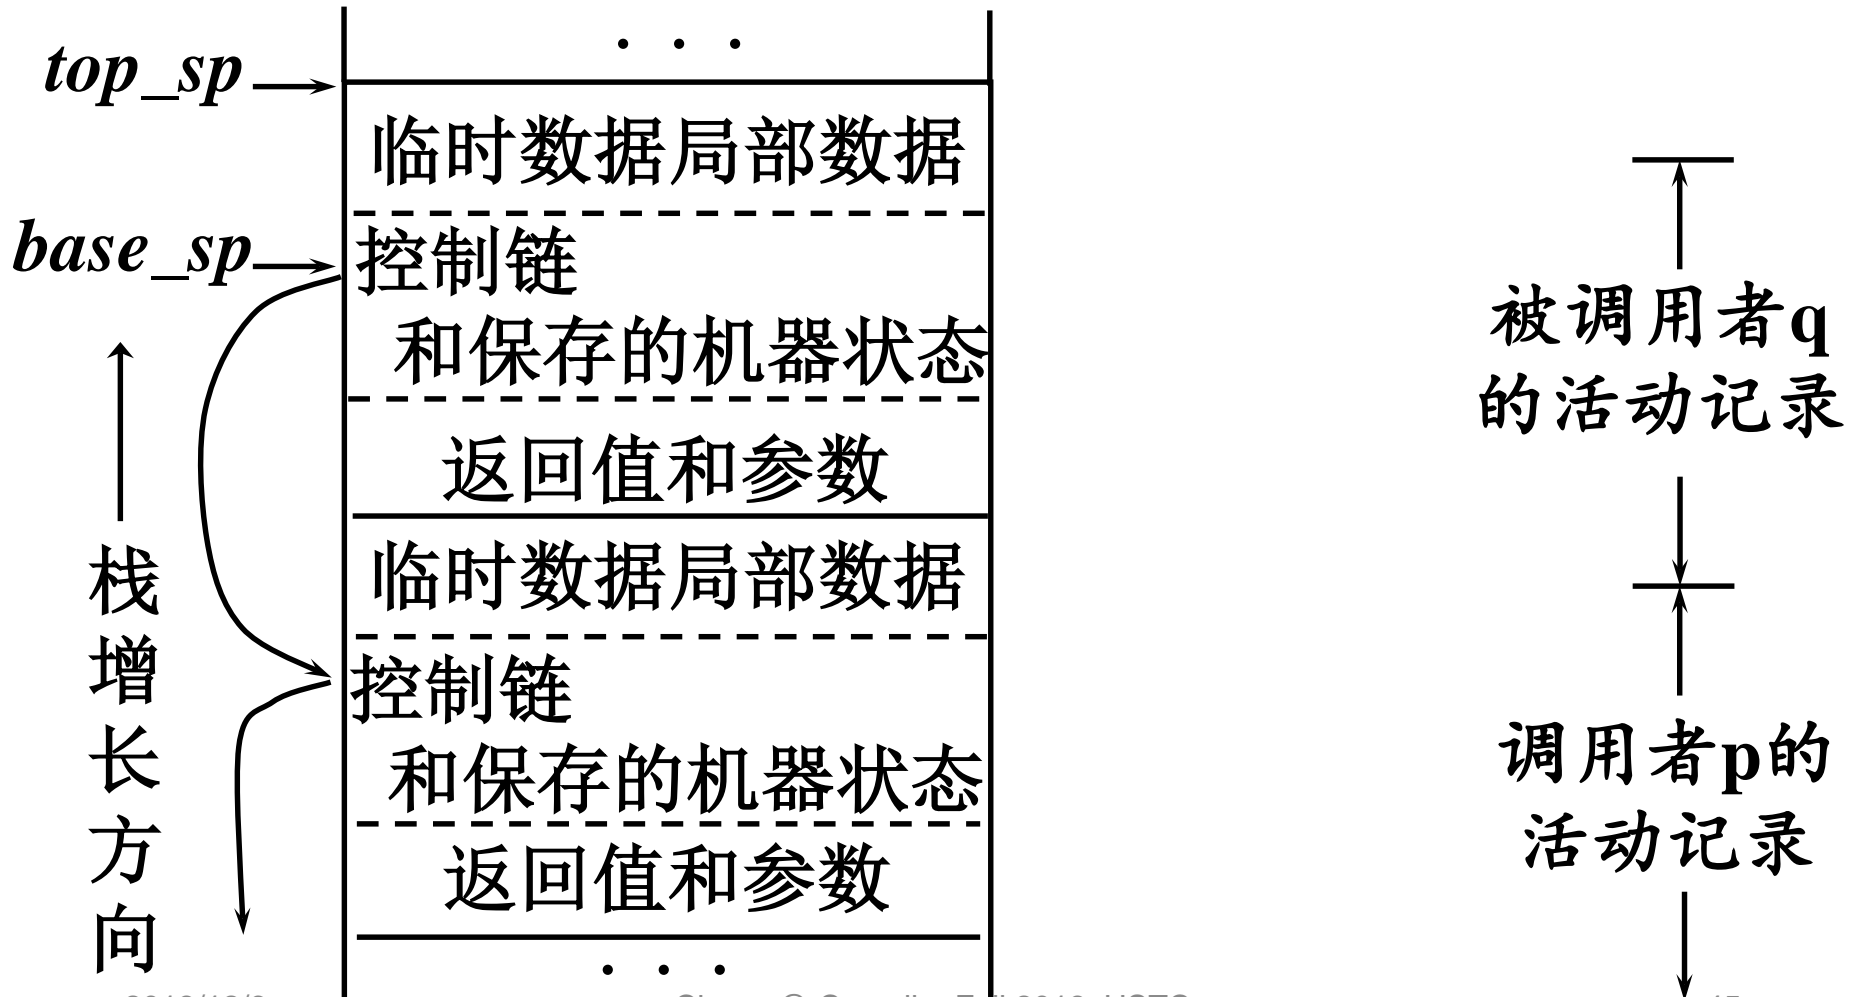 . . .
top_sp
临时数据局部数据
base_sp
控制链
和保存的机器状态
返回值和参数
临时数据局部数据
控制链
和保存的机器状态
返回值和参数
. . .
栈
增
长
方
向
被调用者q
的活动记录
调用者p的
活动记录